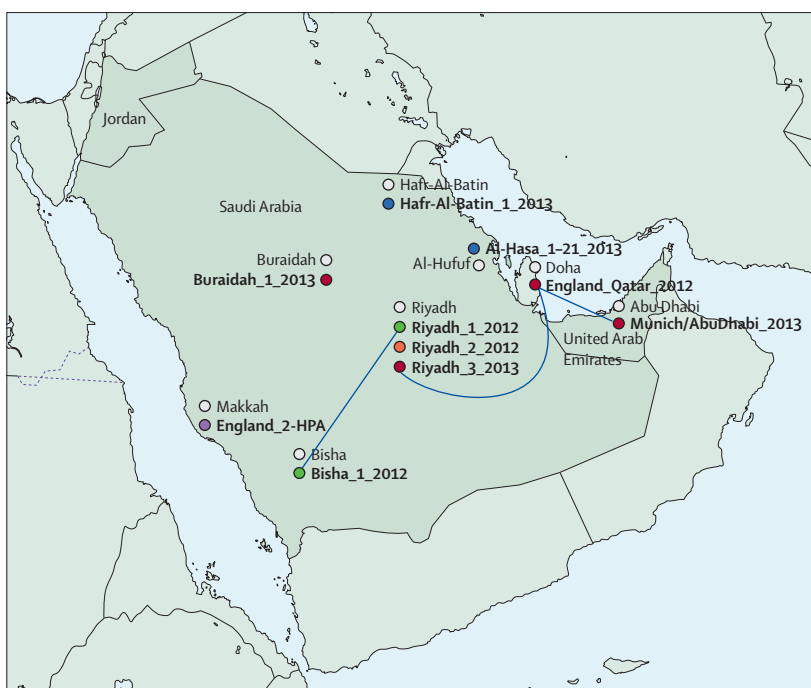 Jordan
Saudi Arabia
Hafr-Al-Batin
Hafr-Al-Batin_1_2013
Al-Hasa_1–21_2013
Al-Hufuf
Buraidah
Buraidah_1_2013
Doha
England_Qatar_2012
Riyadh
Riyadh_1_2012
Riyadh_2_2012
Riyadh_3_2013
Abu Dhabi
Munich/AbuDhabi_2013
United Arab
Emirates
Makkah
England_2-HPA
Bisha
Bisha_1_2012